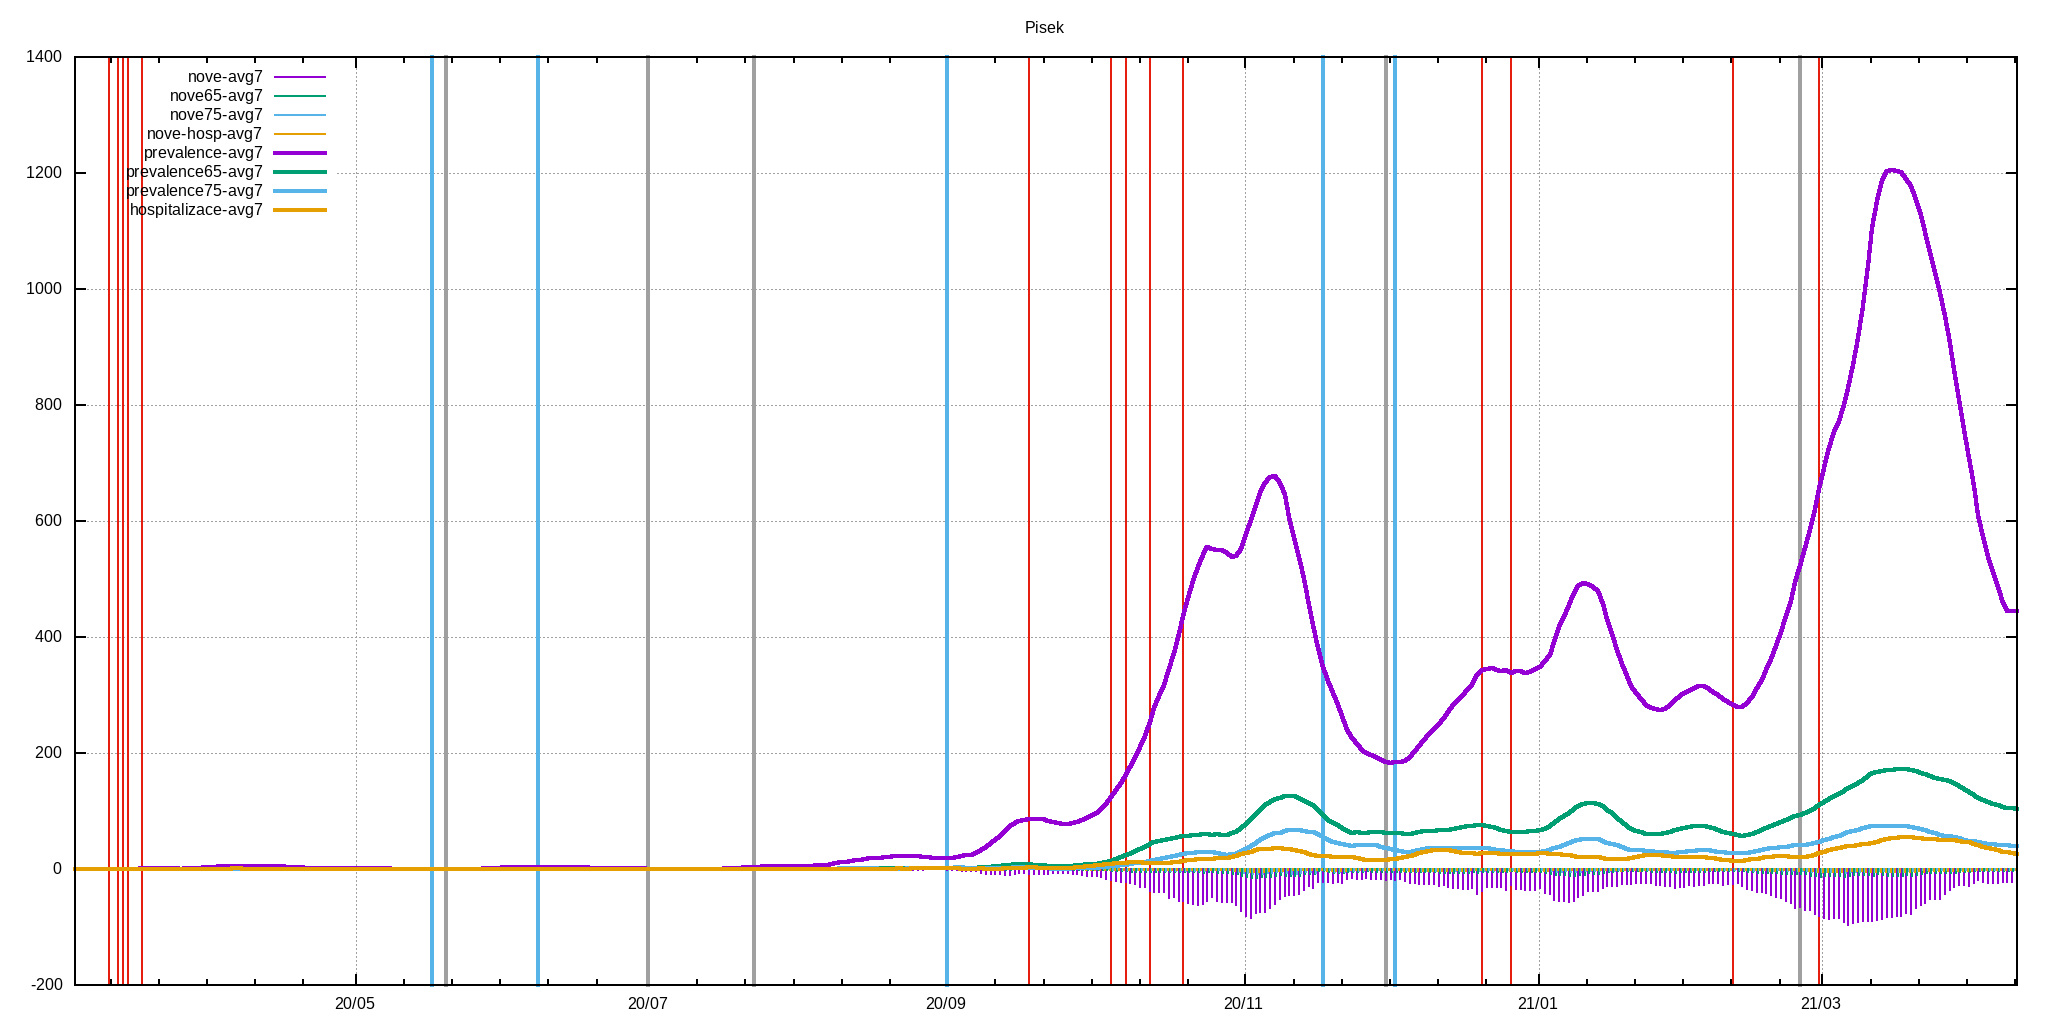 Pisek
1400
1200
1000
800
600
400
200
0
-200
nove-avg7
nove65-avg7
nove75-avg7
nove-hosp-avg7
prevalence-avg7
prevalence65-avg7
prevalence75-avg7
hospitalizace-avg7
20/05 20/07 20/09 20/11 21/01 21/03